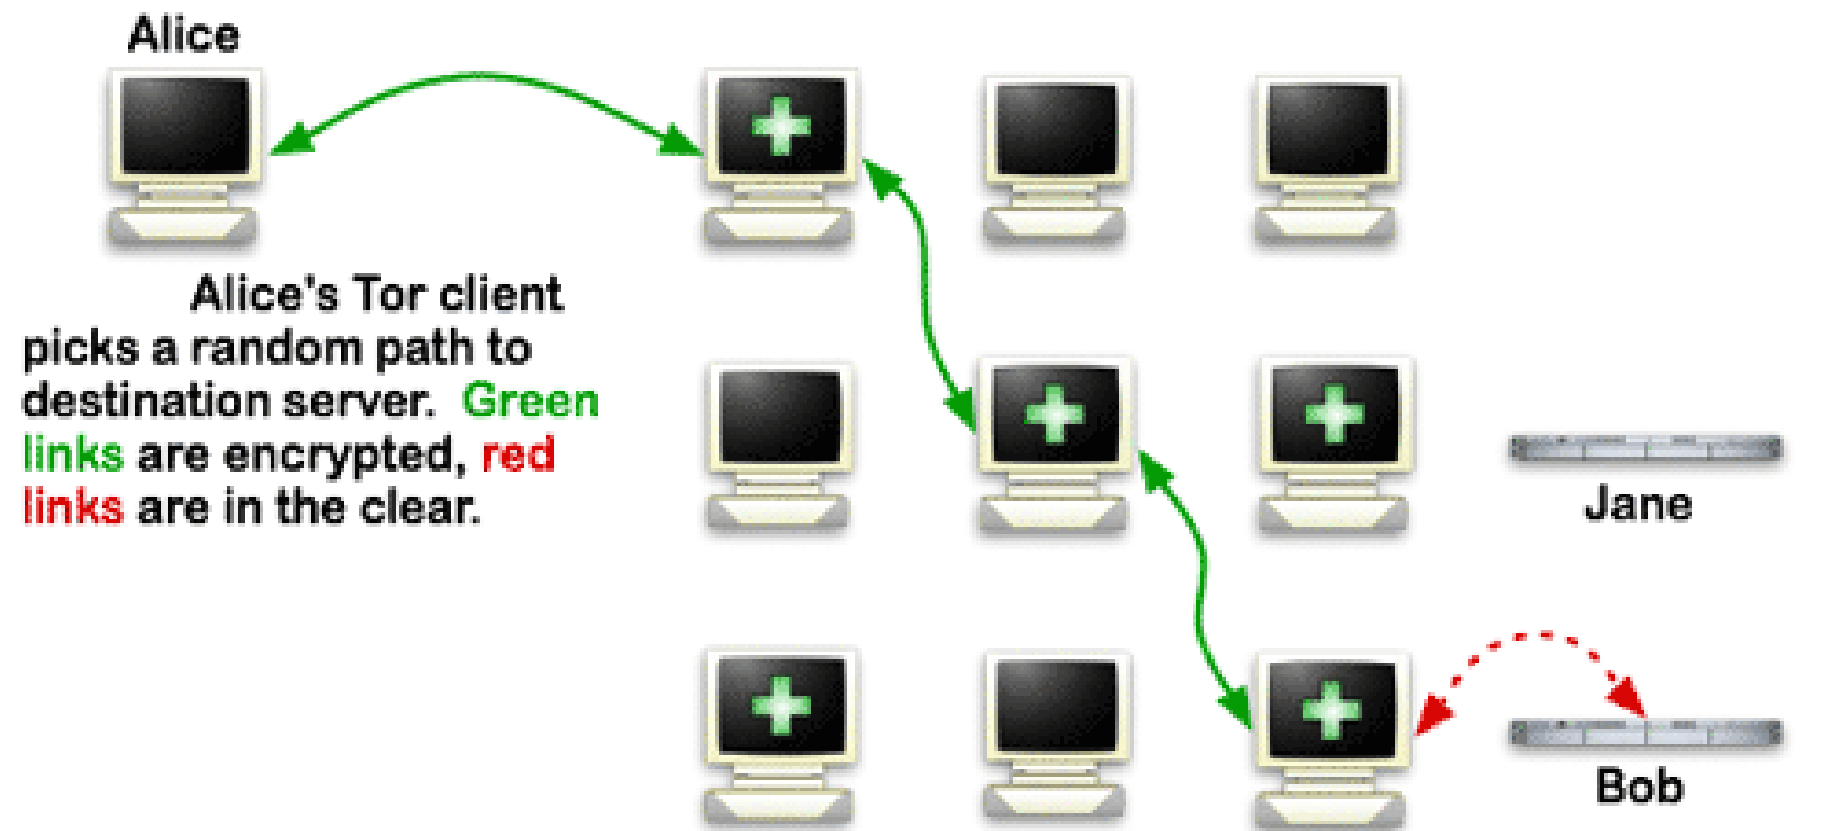 Alice
Alice's Tor client
picks a random path to
destination server. Green
links are encrypted, red
links are in the clear.
Jane
Bob